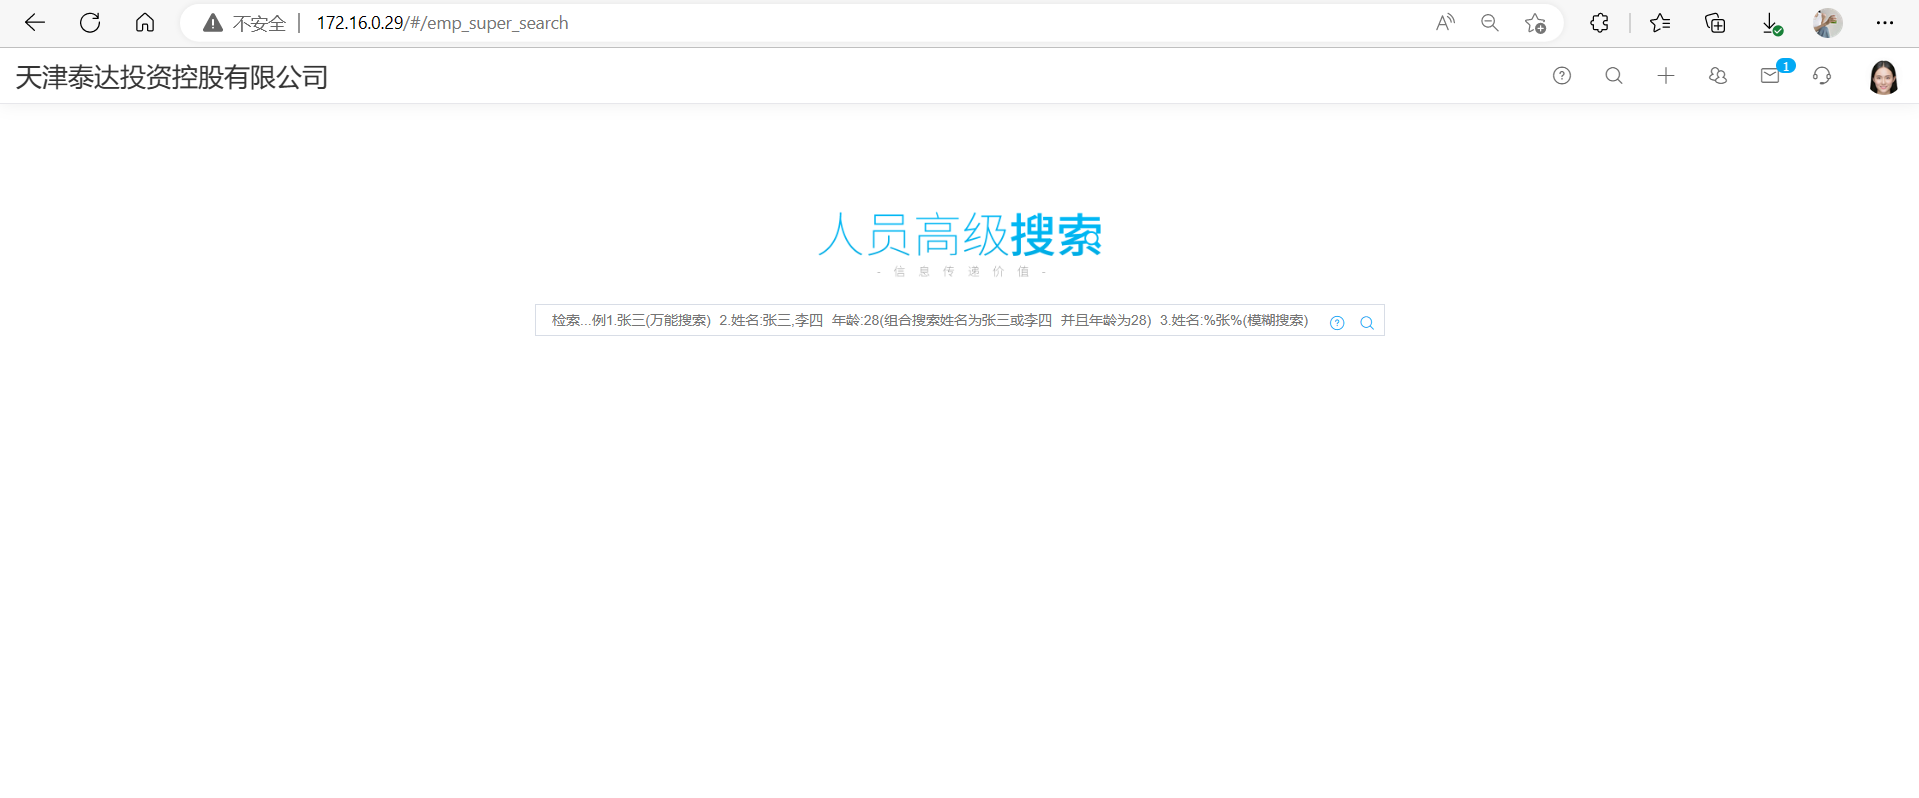 不安全 | 172.16.0.29/#/emp_super_search
天津泰达投资控股有限公司
1
人员高级搜索
- 信息传递价值 -
检索...例1.张三(万能搜索) 2.姓名:张三,李四 年龄:28(组合搜索姓名为张三或李四 并且年龄为28) 3.姓名:%张%(模糊搜索)